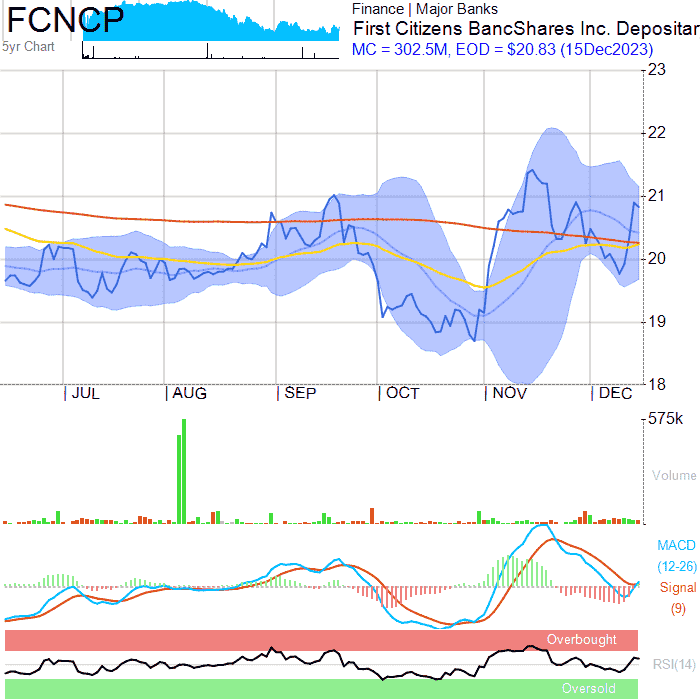 FCNCP
5yr Chart
Finance | Major Banks
First Citizens BancShares Inc. Depositar
MC = 302.5M, EOD = $20.83 (15Dec2023)
23
22
21
20
19
18
JUL AUG SEP OCT NOV DEC
575k
Volume
MACD
(12-26)
Signal
(9)
Overbought
RSI(14)
Oversold